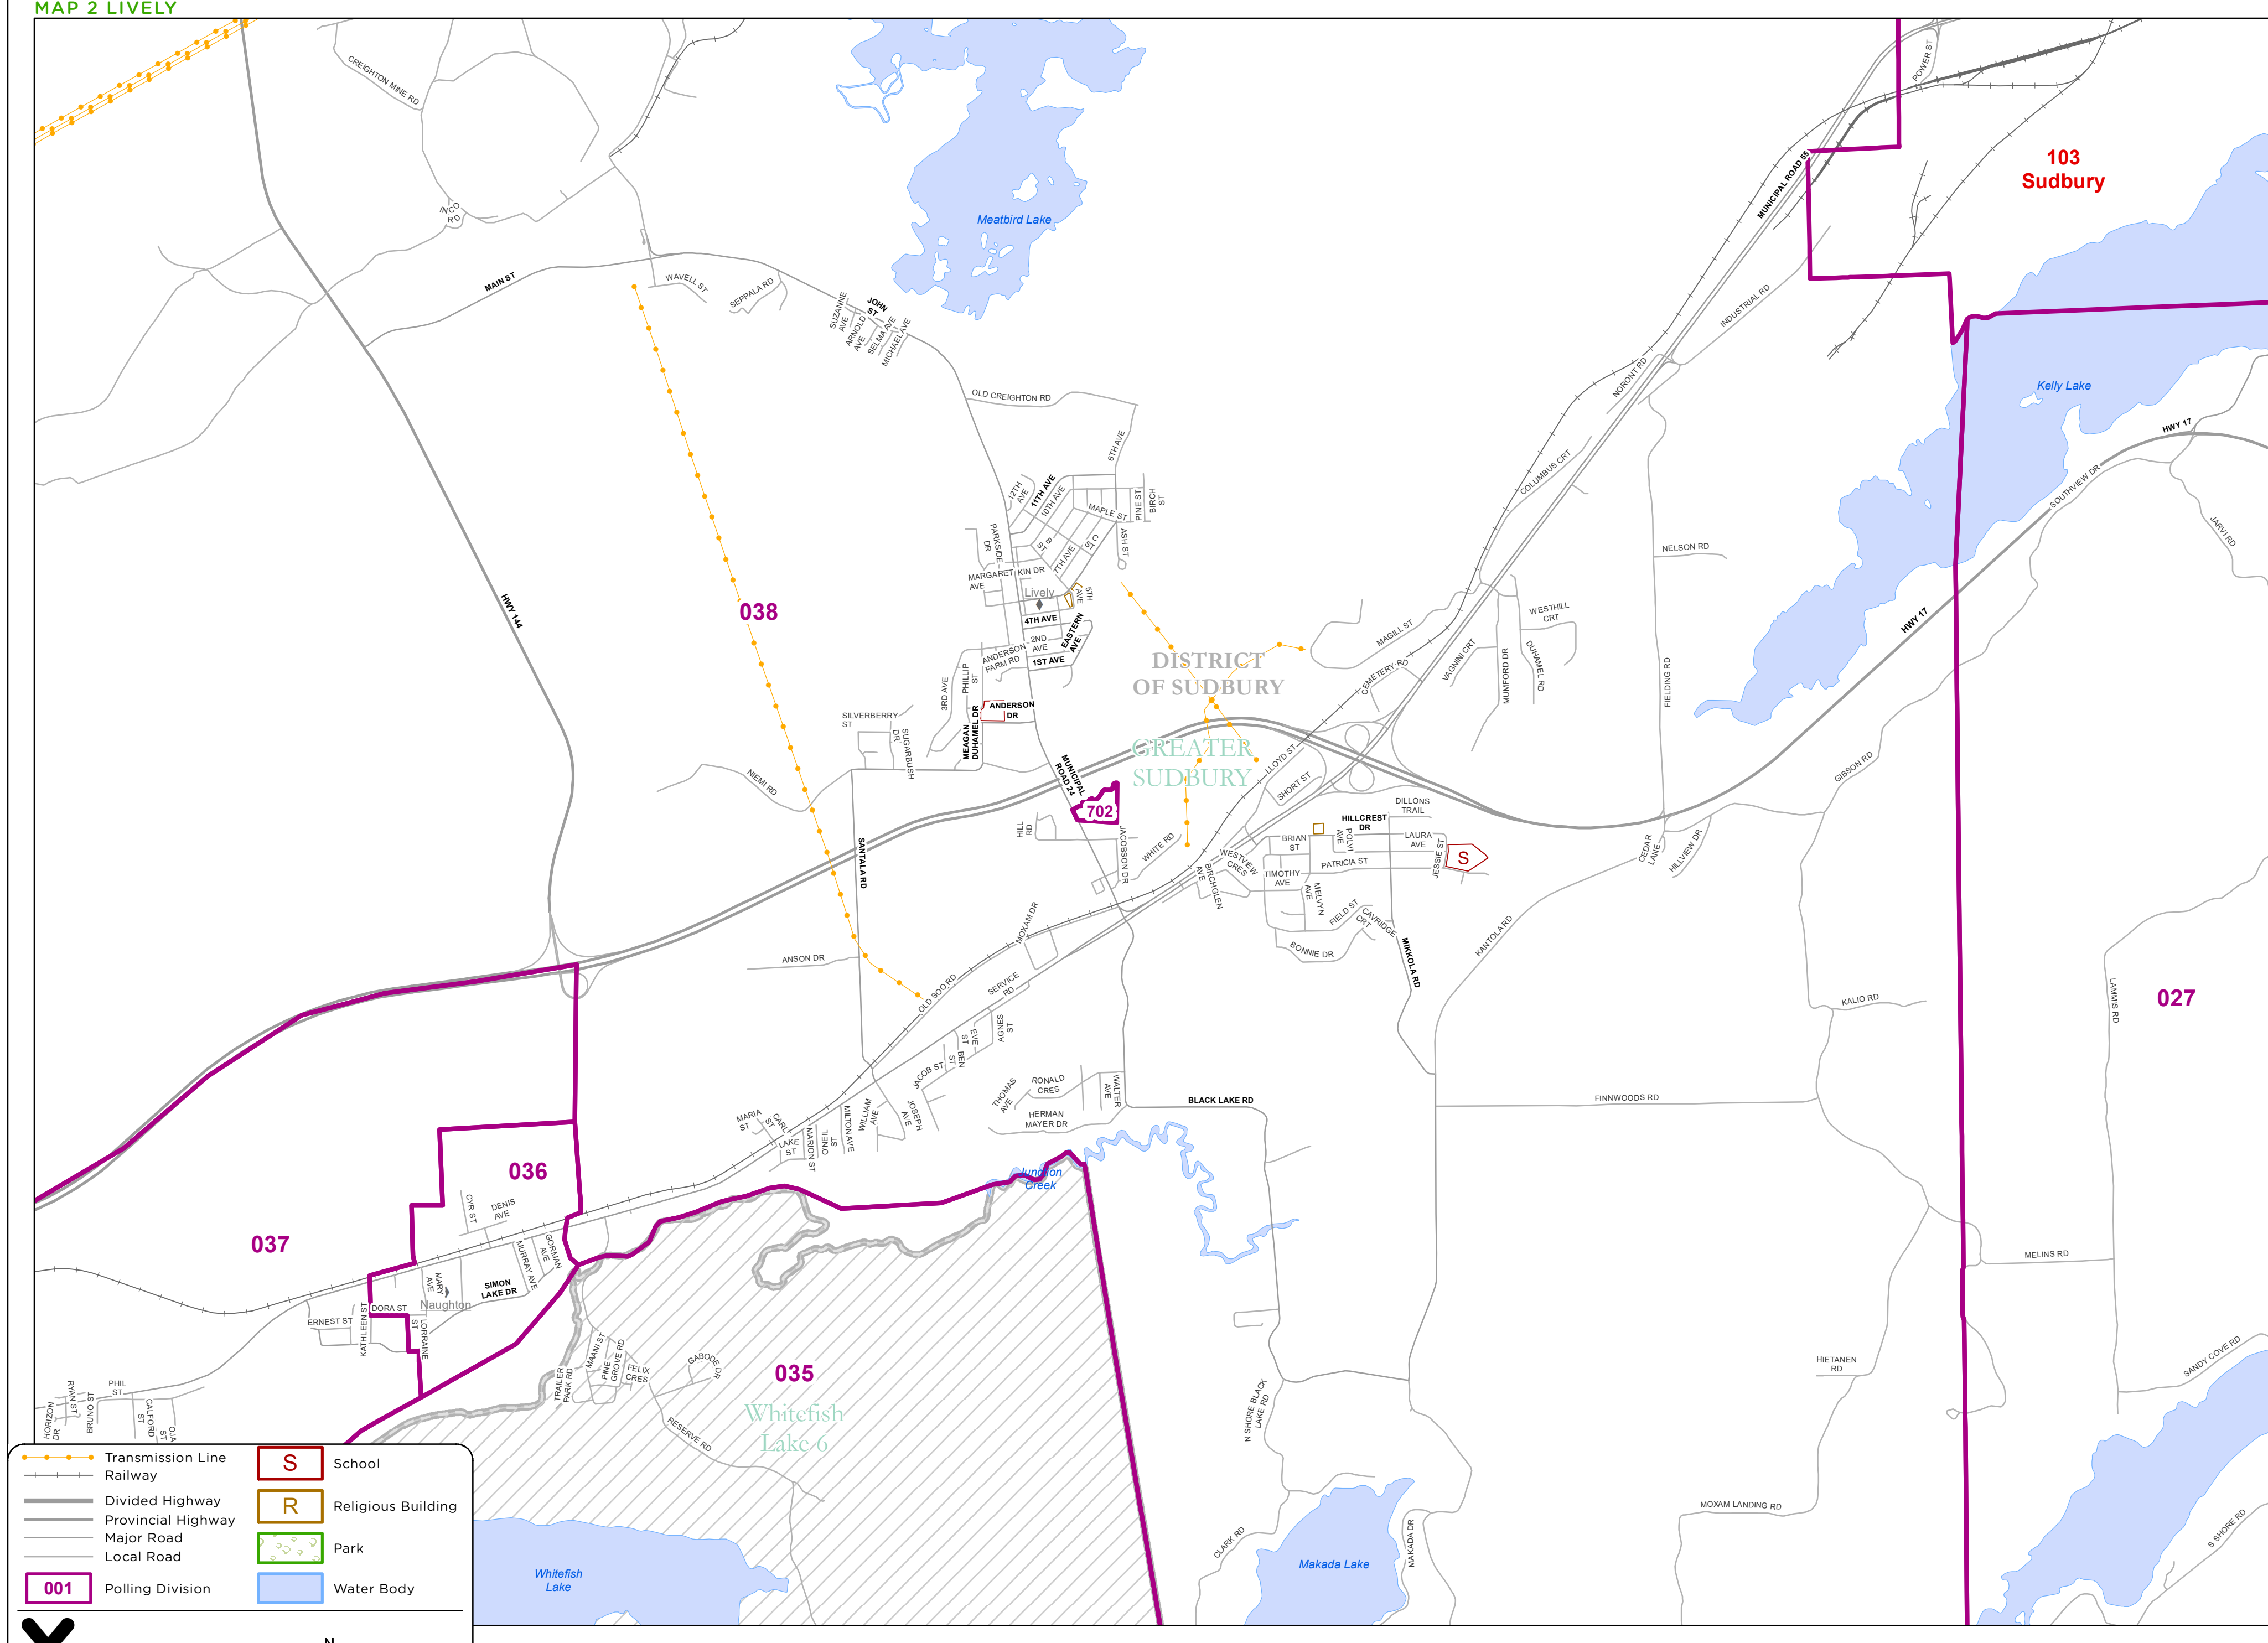 MAP 2 LIVELY
CREIGHTON MINE RD
INCO
RD
POWER ST
103
Sudbury
MUNICIPAL ROAD 55
Meatbird Lake
MAIN ST
WAVELL ST
SEPPALA RD
SUZANNE
AVE
JOHN
ST
ARNOLD
AVE
SELMA AVE
MICHAEL AVE
INDUSTRIAL RD
NORONT RD
Kelly Lake
HWY 17
OLD CREIGHTON RD
6TH AVE
SOUTHVIEW DR
COLUMBUS CRT
12TH
AVE
11TH AVE
10TH AVE
PINE ST
BIRCH
ST
MAPLE ST
JARVI RD
PARKSIDE
DR
B
ST
7TH AVE
C
ST
ASH ST
NELSON RD
MARGARET
AVE
KIN DR
Lively
5TH
AVE
HWY 144
038
4TH AVE
EASTERN
AVE
2ND
AVE
ANDERSON
FARM RD
1ST AVE
WESTHILL
CRT
HWY 17
MAGILL ST
DISTRICT
OF SUDBURY
CEMETERY RD
VAGNINI CRT
MUMFORD DR
DUHAMEL RD
FIELDING RD
3RD AVE
PHILLIP
ST
ANDERSON
DR
SILVERBERRY
ST
SUGARBUSH
DR
MEAGAN
DUHAMEL DR
GREATER
SUDBURY
MUNICIPAL
ROAD 24
LLOYD ST
SHORT ST
NIEMI RD
GIBSON RD
702
HILL
RD
JACOBSON DR
WHITE RD
DILLONS
TRAIL
HILLCREST
DR
BRIAN
ST
POLVI
AVE
LAURA
AVE
JESSIE ST
S
CEDAR
LANE
HILLVIEW DR
SANTALA RD
WESTVIEW
CRES
BIRCHGLEN
AVE
TIMOTHY
AVE
PATRICIA ST
MELVYN
AVE
FIELD ST
CAVRIDGE
CRT
BONNIE DR
MIKKOLA RD
KANTOLA RD
MOXAM DR
ANSON DR
OLD SOO RD
SERVICE
RD
KALIO RD
LAMMIS RD
027
AGNES
ST
EVE
ST
BEN
ST
JACOB ST
THOMAS
AVE
RONALD
CRES
WALTER
AVE
HERMAN
MAYER DR
BLACK LAKE RD
FINNWOODS RD
JOSEPH
AVE
WILLIAM
AVE
MILTON AVE
MARIA
ST
CARL
ST
LAKE
ST
MARION ST
O'NEIL
ST
036
Junction
Creek
CYR ST
DENIS
AVE
037
MURRAY AVE
GORMAN
AVE
MELINS RD
MARY
AVE
SIMON
LAKE DR
Naughton
DORA ST
ERNEST ST
KATHLEEN ST
LORRAINE
ST
MAANI ST
PINE
GROVE RD
TRAILER
PARK RD
FELIX
CRES
GABODE DR
035
Whitefish
Lake 6
RESERVE RD
HIETANEN
RD
SANDY COVE RD
PHIL
ST
RYAN ST
BRUNO ST
HORIZON
DR
CALFORD
ST
OJA
ST
N SHORE BLACK
LAKE RD
MOXAM LANDING RD
S SHORE RD
CLARK RD
Makada Lake
MAKADA DR
Whitefish
Lake
Transmission Line
Railway
Divided Highway
Provincial Highway
Major Road
Local Road
001
Polling Division
S
School
R
Religious Building
Park
Water Body
N